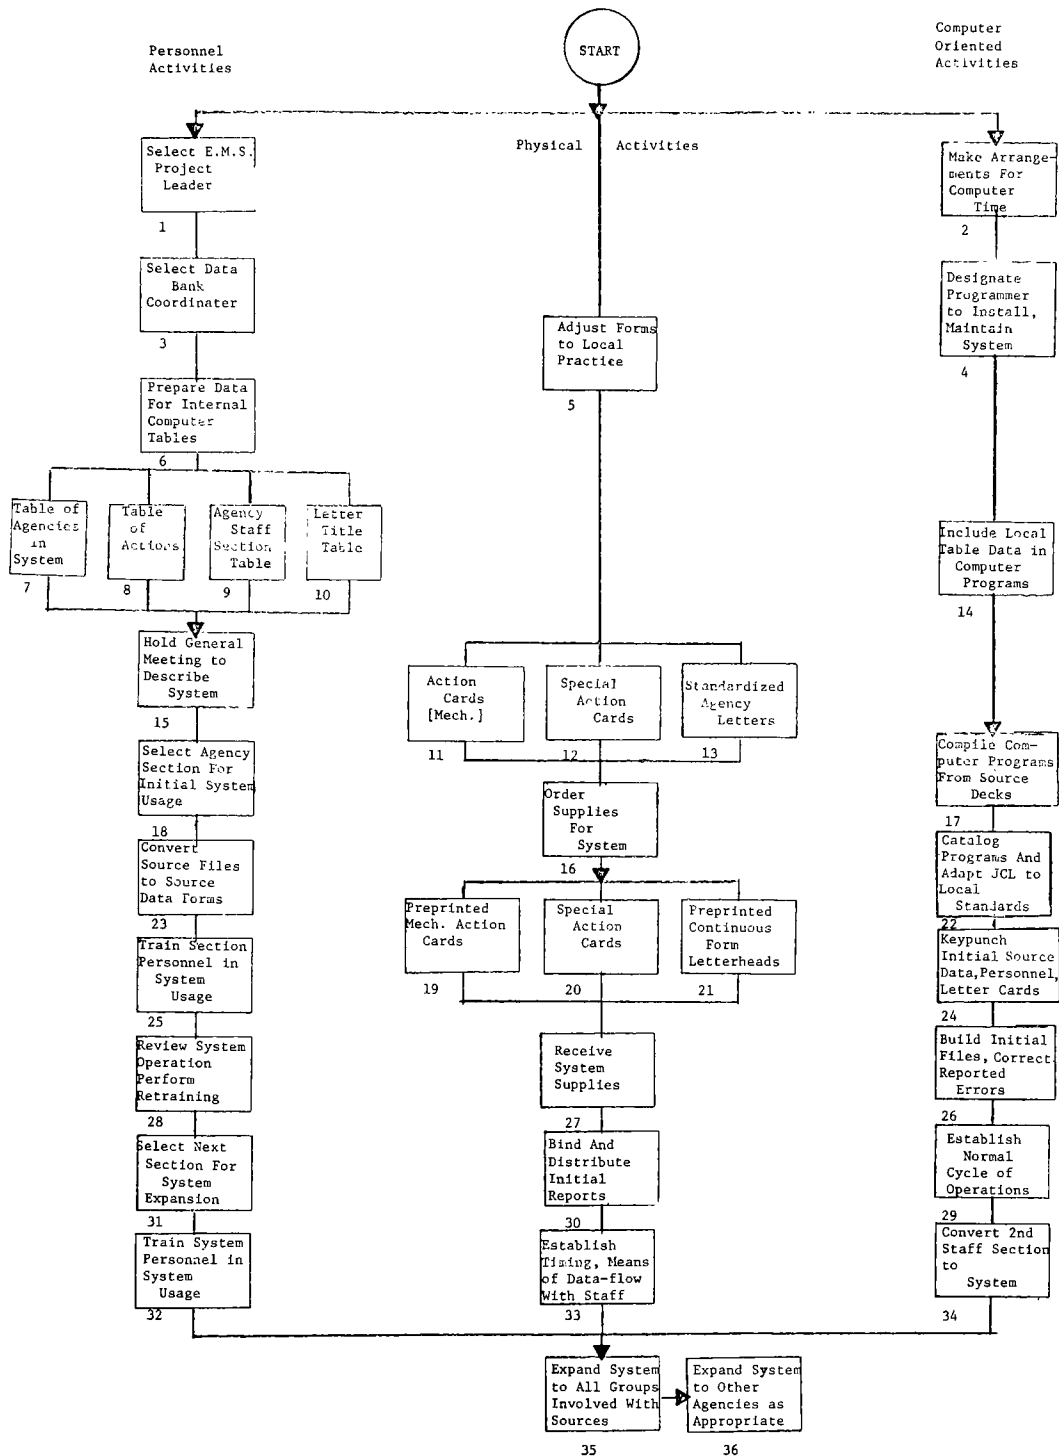 Personnel
Activities
START
Computer
Oriented
Activities
Physical Activities
Select E.M.S.
Project
Leader
1
Make Arrange-
ments For
Computer
Time
2
Select Data
Bank
Coordinater
3
Designate
Programmer
to Install,
Maintain
System
4
Adjust Forms
to Local
Practice
5
Prepare Data
For Internal
Computer
Tables
6
Table of
Agencies
in
System
7
Table
of
Actions
8
Agency
Staff
Section
Table
9
Letter
Title
Table
10
Include Local
Table Data in
Computer
Programs
14
Hold General
Meeting to
Describe
System
15
Action
Cards
[Mech.]
11
Special
Action
Cards
12
Standardized
Agency
Letters
13
Select Agency
Section For
Initial System
Usage
18
Order
Supplies
For
System
16
Compile Com-
puter Programs
From Source
Decks
17
Convert
Source Files
to Source
Data Forms
23
Catalog
Programs And
Adapt JCL to
Local
Standards
22
Preprinted
Mech. Action
Cards
19
Special
Action
Cards
20
Preprinted
Continuous
Form
Letterheads
21
Train Section
Personnel in
System
Usage
25
Keypunch
Initial Source
Data,Personnel,
Letter Cards
24
Review System
Operation
Perform
Retraining
28
Receive
System
Supplies
27
Build Initial
Files, Correct
Reported
Errors
26
Select Next
Section For
System
Expansion
31
Bind And
Distribute
Initial
Reports
30
Establish
Normal
Cycle of
Operations
29
Train System
Personnel in
System
Usage
32
Establish
Timing, Means
of Data-flow
With Staff
33
Convert 2nd
Staff Section
to
System
34
Expand System
to All Groups
Involved With
Sources
35
Expand System
to Other
Agencies as
Appropriate
36